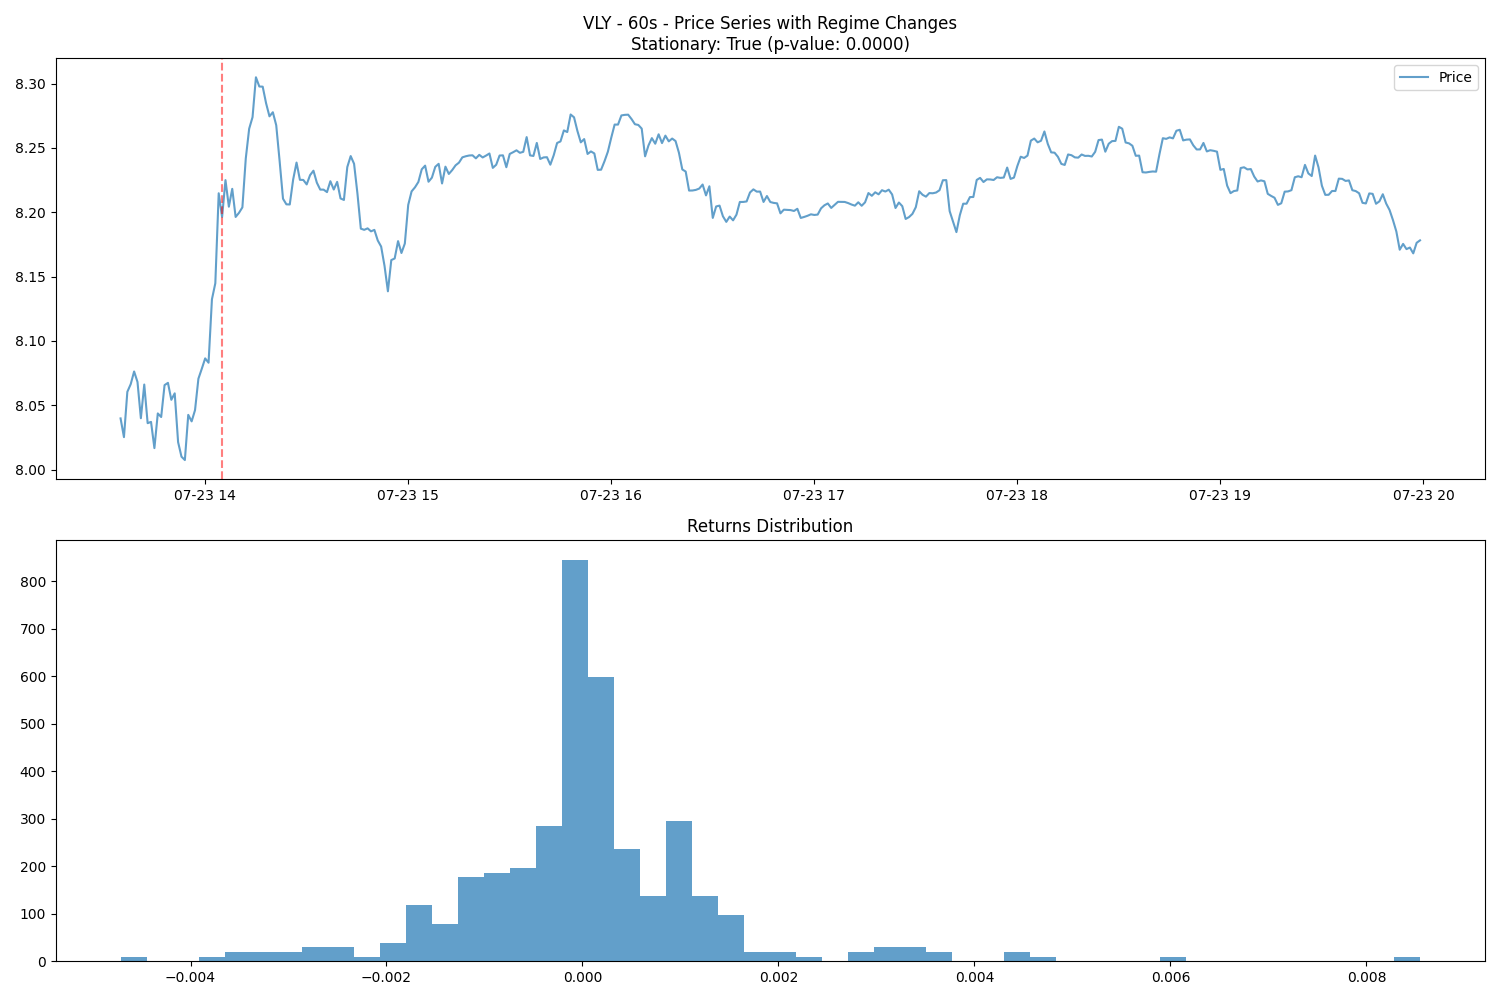 VLY - 60s - Price Series with Regime Changes
Stationary: True (p-value: 0.0000)
Price
8.30
8.25
8.20
8.15
8.10
8.05
8.00
07-23 14 07-23 15 07-23 16 07-23 17 07-23 18 07-23 19 07-23 20
Returns Distribution
800
700
600
500
400
300
200
100
0
−0.004 −0.002 0.000 0.002 0.004 0.006 0.008